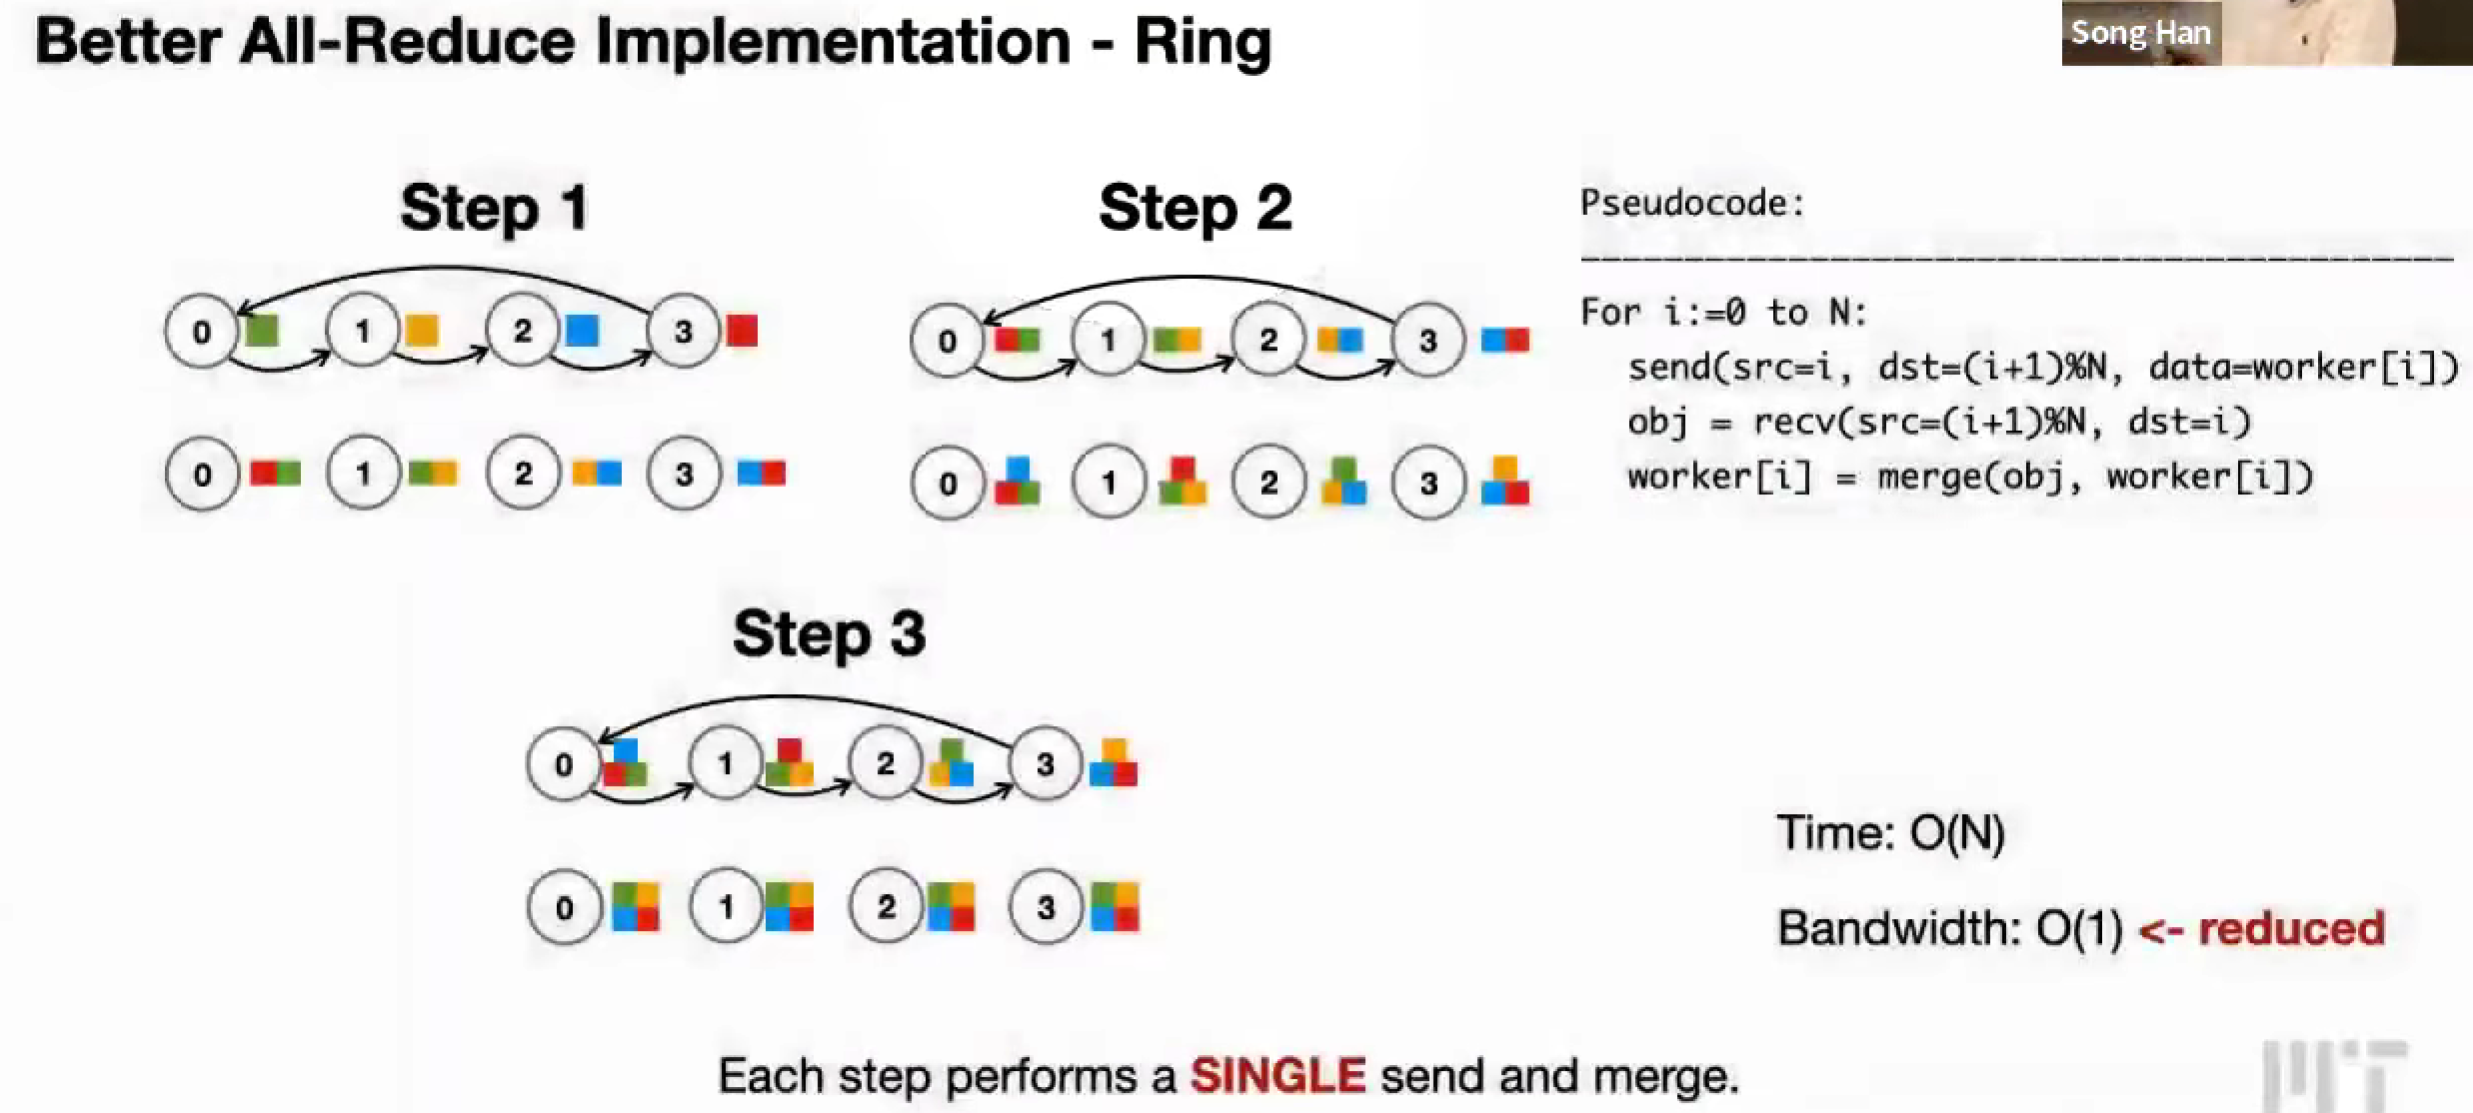 Better All-Reduce Implementation - Ring
Song Han
Step 1
0 1 2 3
0 1 2 3
Step 2
0 1 2 3
0 1 2 3
Pseudocode:
For i:=0 to N:
send(src=i, dst=(i+1)%N, data=worker[i])
obj = recv(src=(i+1)%N, dst=i)
worker[i] = merge(obj, worker[i])
Step 3
0 1 2 3
0 1 2 3
Time: O(N)
Bandwidth: O(1) <- reduced
Each step performs a SINGLE send and merge.
MIT